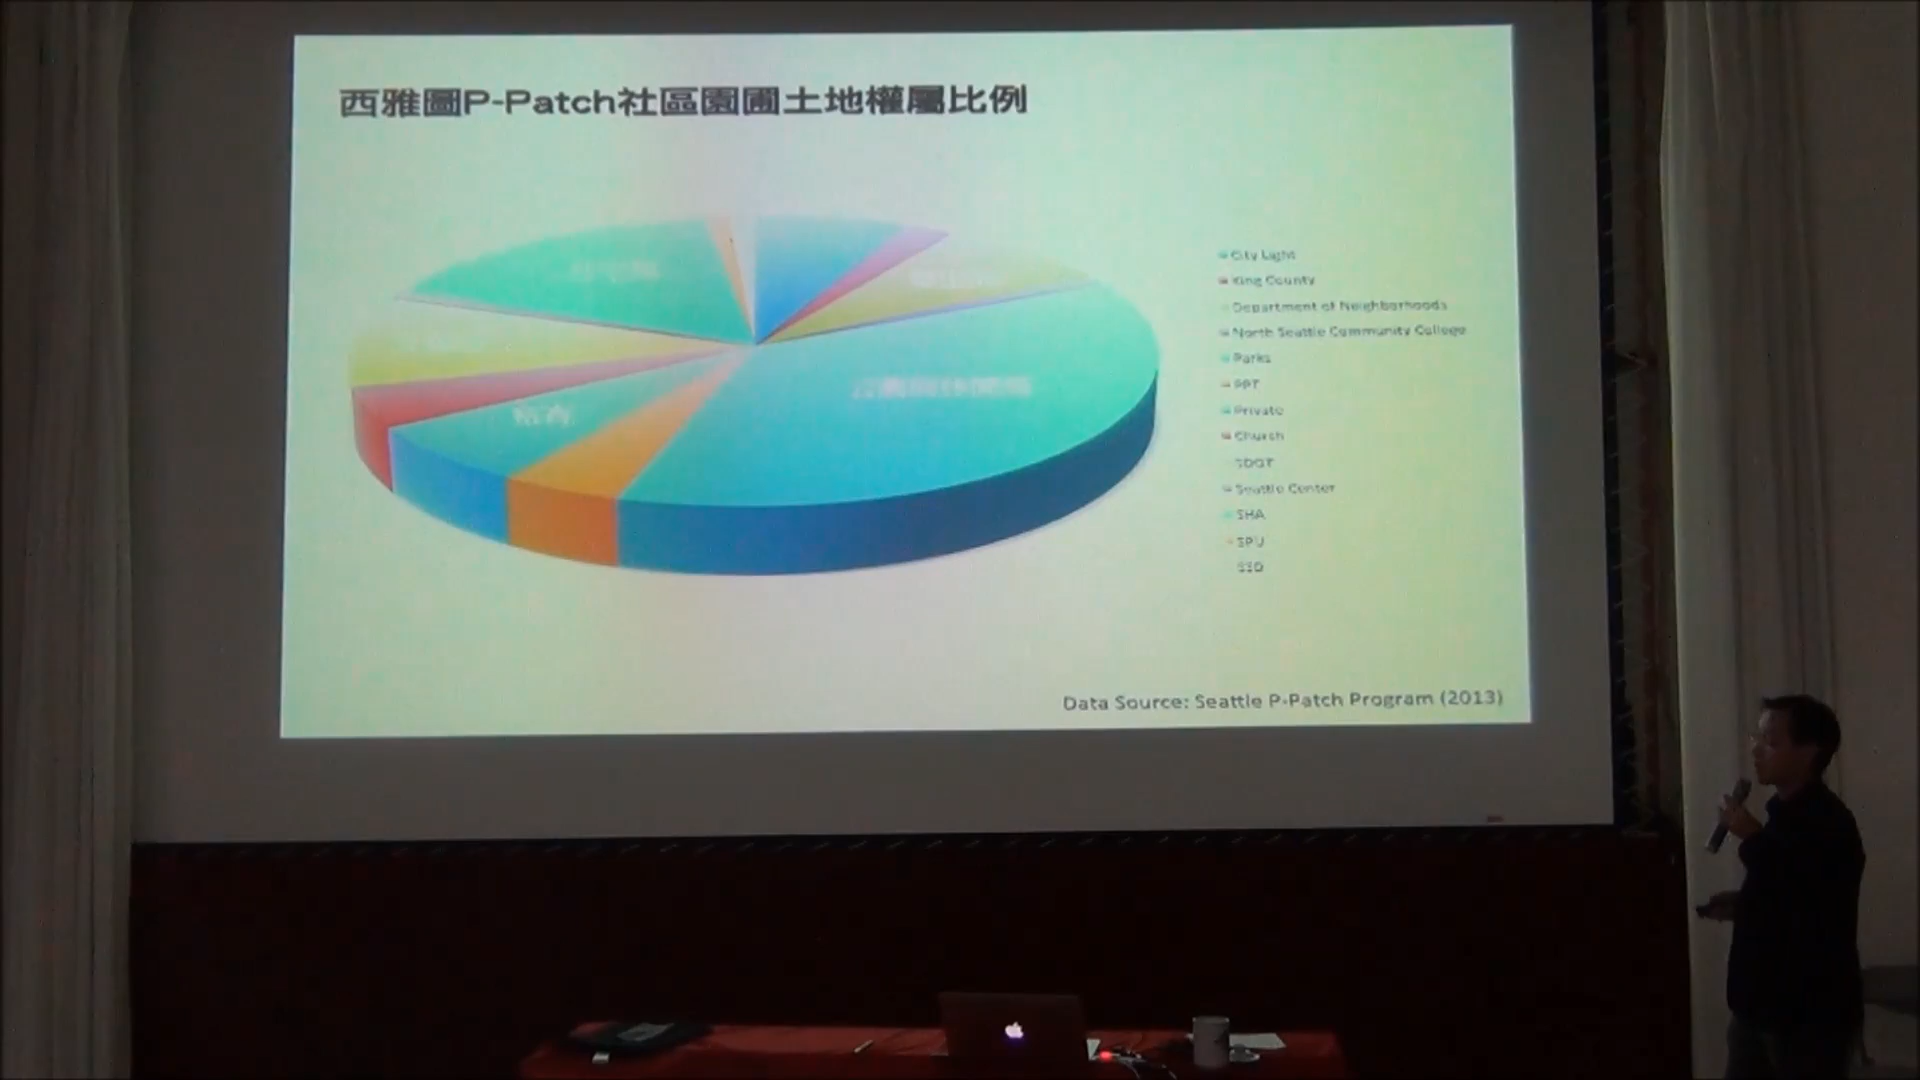 西雅圖P-Patch社區園圃土地權屬比例
私有
City Light
King County
Department of Neighborhoods
North Seattle Community College
Parks
PPT
Private
Church
SDOT
Seattle Center
SHA
SPU
Data Source: Seattle P-Patch Program (2013)